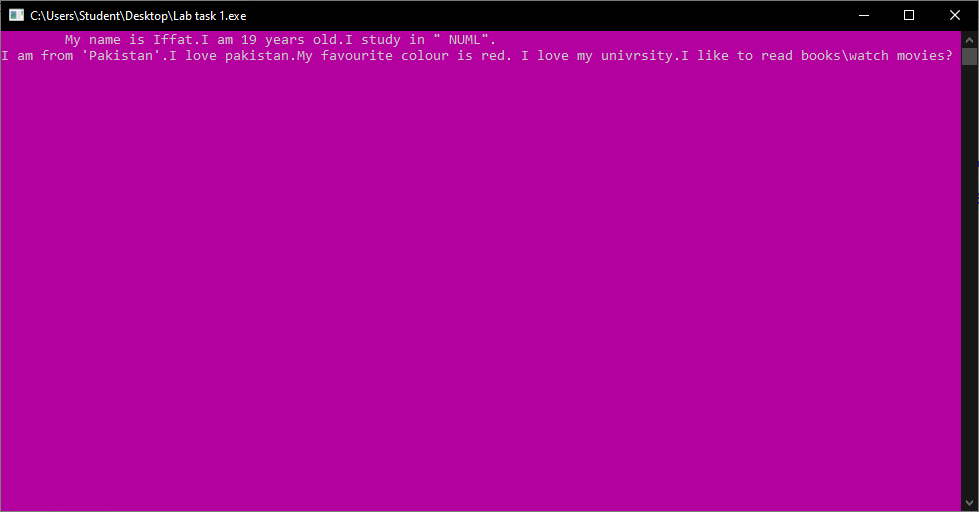 C:\Users\Student\Desktop\Lab task 1.exe
My name is Iffat.I am 19 years old.I study in " NUML".
I am from 'Pakistan'.I love pakistan.My favourite colour is red. I love my univrsity.I like to read books\watch movies?